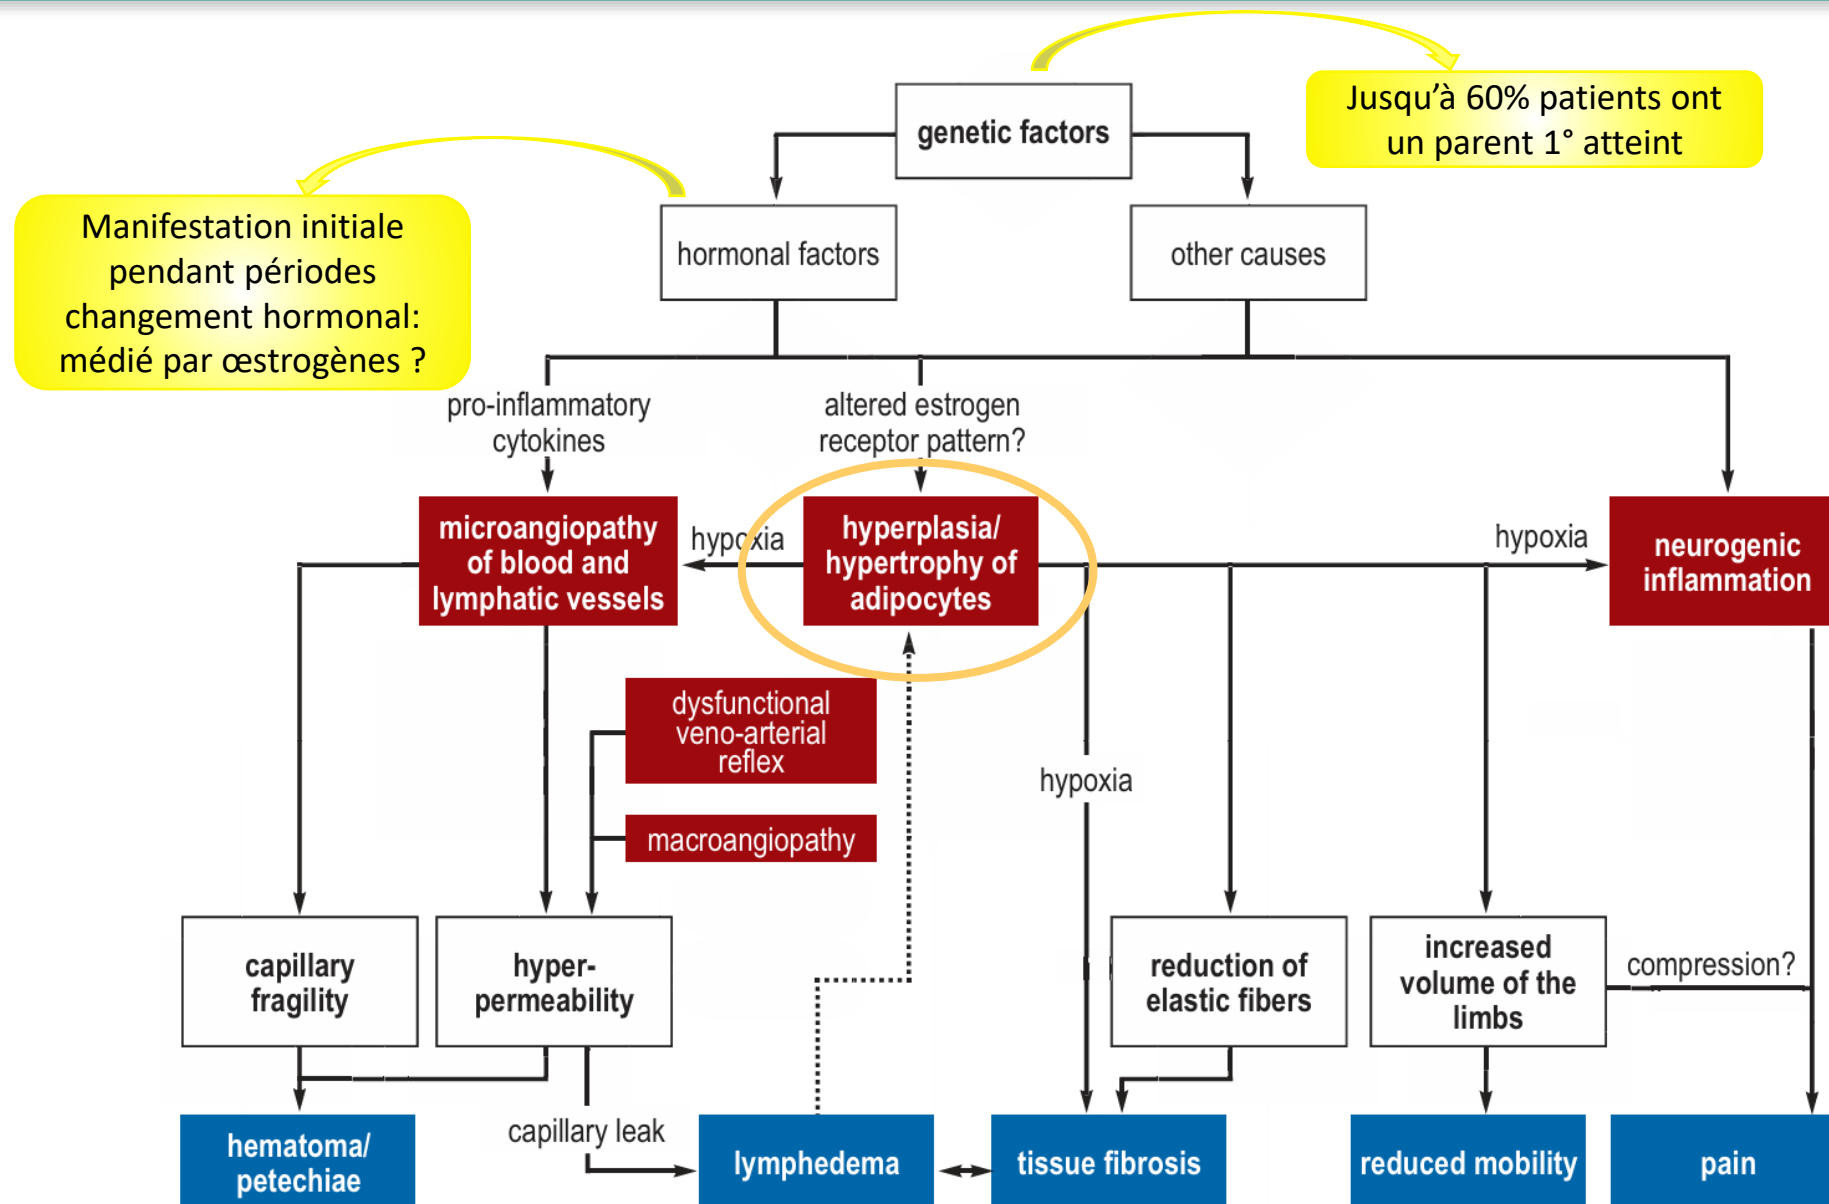 genetic factors
Jusqu’à 60% patients ont
un parent 1° atteint
Manifestation initiale
pendant périodes
changement hormonal:
médié par œstrogènes ?
hormonal factors
other causes
pro-inflammatory
cytokines
altered estrogen
receptor pattern?
microangiopathy
of blood and
lymphatic vessels
hypoxia
hyperplasia/
hypertrophy of
adipocytes
hypoxia
neurogenic
inflammation
dysfunctional
veno-arterial
reflex
macroangiopathy
hypoxia
capillary
fragility
hyper-
permeability
reduction of
elastic fibers
increased
volume of the
limbs
compression?
capillary leak
hematoma/
petechiae
lymphedema
tissue fibrosis
reduced mobility
pain